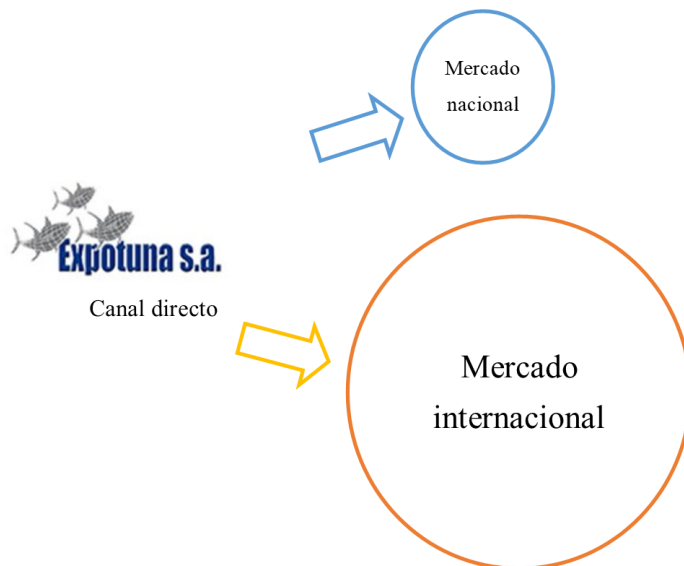 Mercado
nacional
Expotuna s.a.
Canal directo
Mercado
internacional